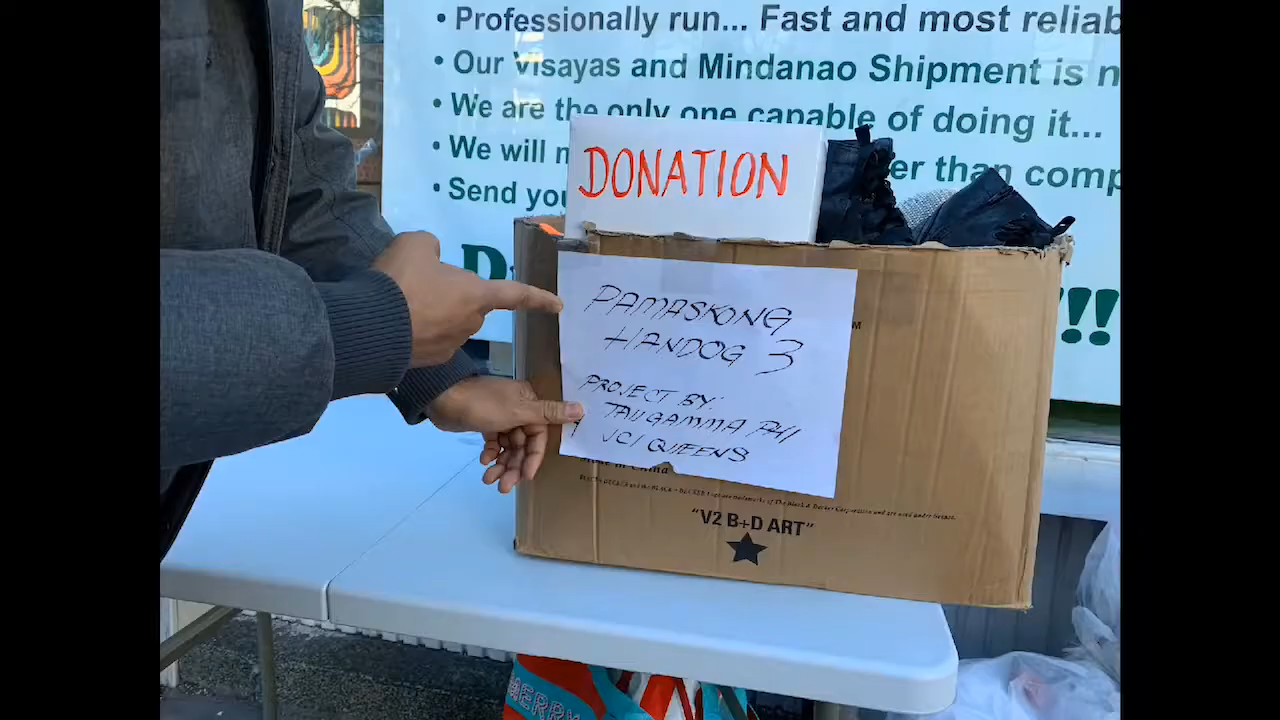 • Professionally run... Fast and most reliab
• Our Visayas and Mindanao Shipment is n
• We are the only one capable of doing it...
• We will n
er than comp
• Send you
D
!!
DONATION
PAMASKONG
HANDOG 3
PROJECT BY:
TAU GAMMA PHI
JCI QUEENS
"V2 B+D ART"
MERRY